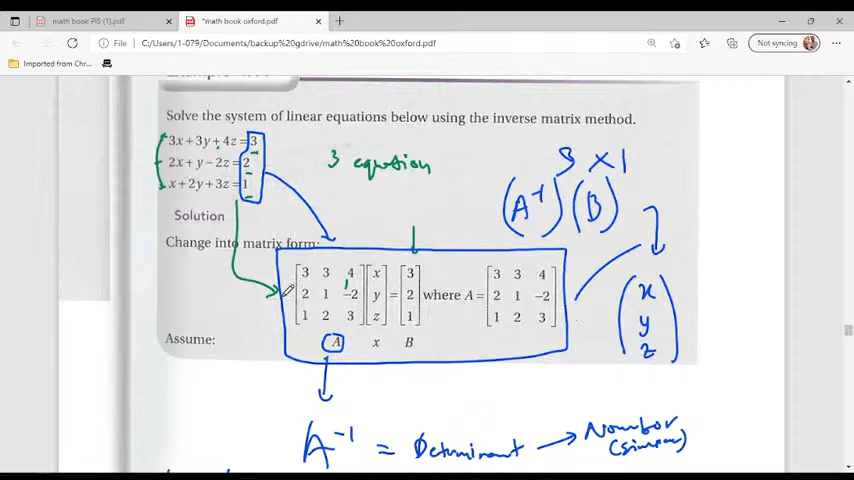 math book PIS (1).pdf
*math book oxford.pdf
File C:/Users/1-079/Documents/backup%20gdrive/math%20book%20oxford.pdf
Not syncing
Imported from Chr...
Solve the system of linear equations below using the inverse matrix method.
3x + 3y + 4z = 3
2x + y − 2z = 2
x + 2y + 3z = 1
3 equation
3 × 1
(A⁻¹) (B)
Solution
Change into matrix form:
3 3 4 x 3 3 3 4
2 1 −2 y = 2 where A = 2 1 −2
1 2 3 z 1 1 2 3
1
x
y
z
Assume: A x B
A⁻¹ = Determinant → Number